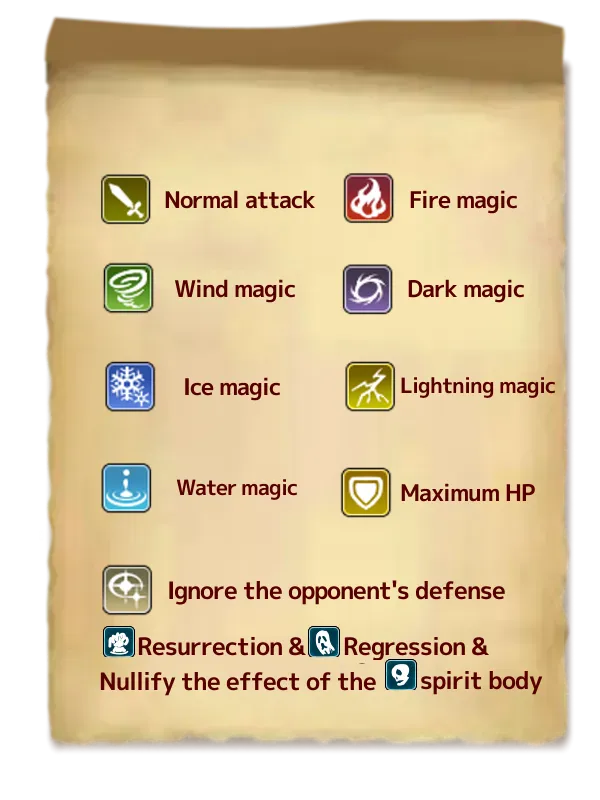 Normal attack
Fire magic
Wind magic
Dark magic
Ice magic
Lightning magic
Water magic
Maximum HP
Ignore the opponent's defense
Resurrection & Regression &
Nullify the effect of the spirit body